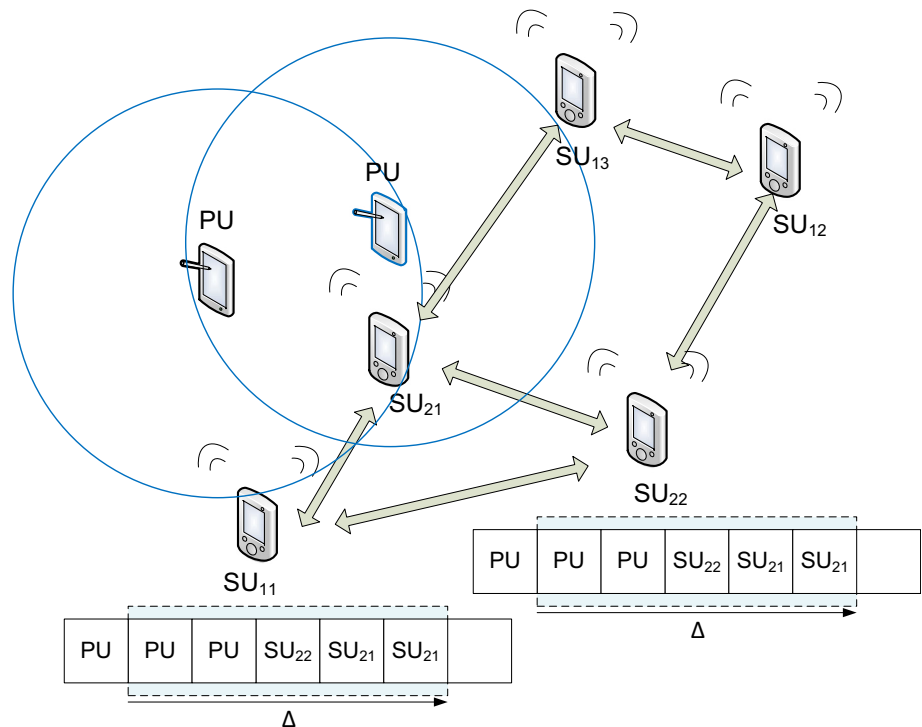 SU13
PU
SU12
PU
SU21
SU22
PU PU PU SU22 SU21 SU21
Δ
SU11
PU PU PU SU22 SU21 SU21
Δ